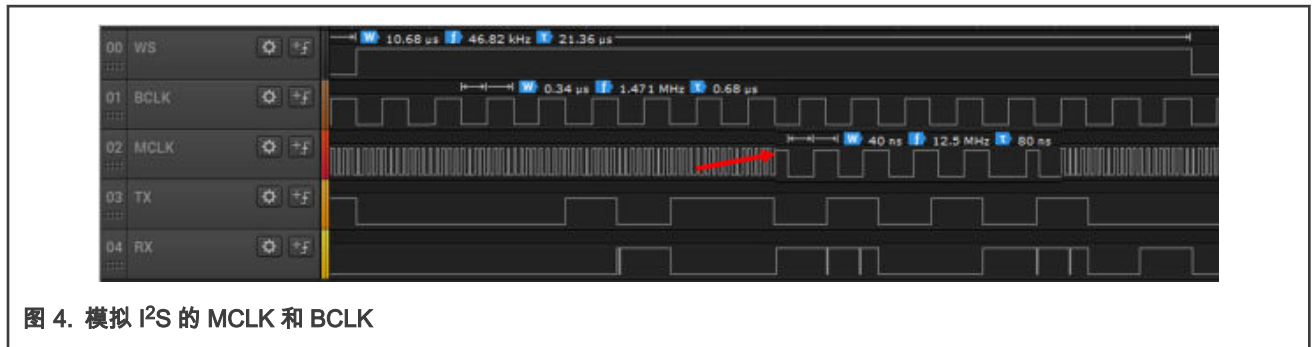 00 WS
W 10.68 µs f 46.82 kHz T 21.36 µs
01 BCLK
W 0.34 µs f 1.471 MHz T 0.68 µs
02 MCLK
W 40 ns f 12.5 MHz T 80 ns
03 TX
04 RX
图 4. 模拟 I²S 的 MCLK 和 BCLK